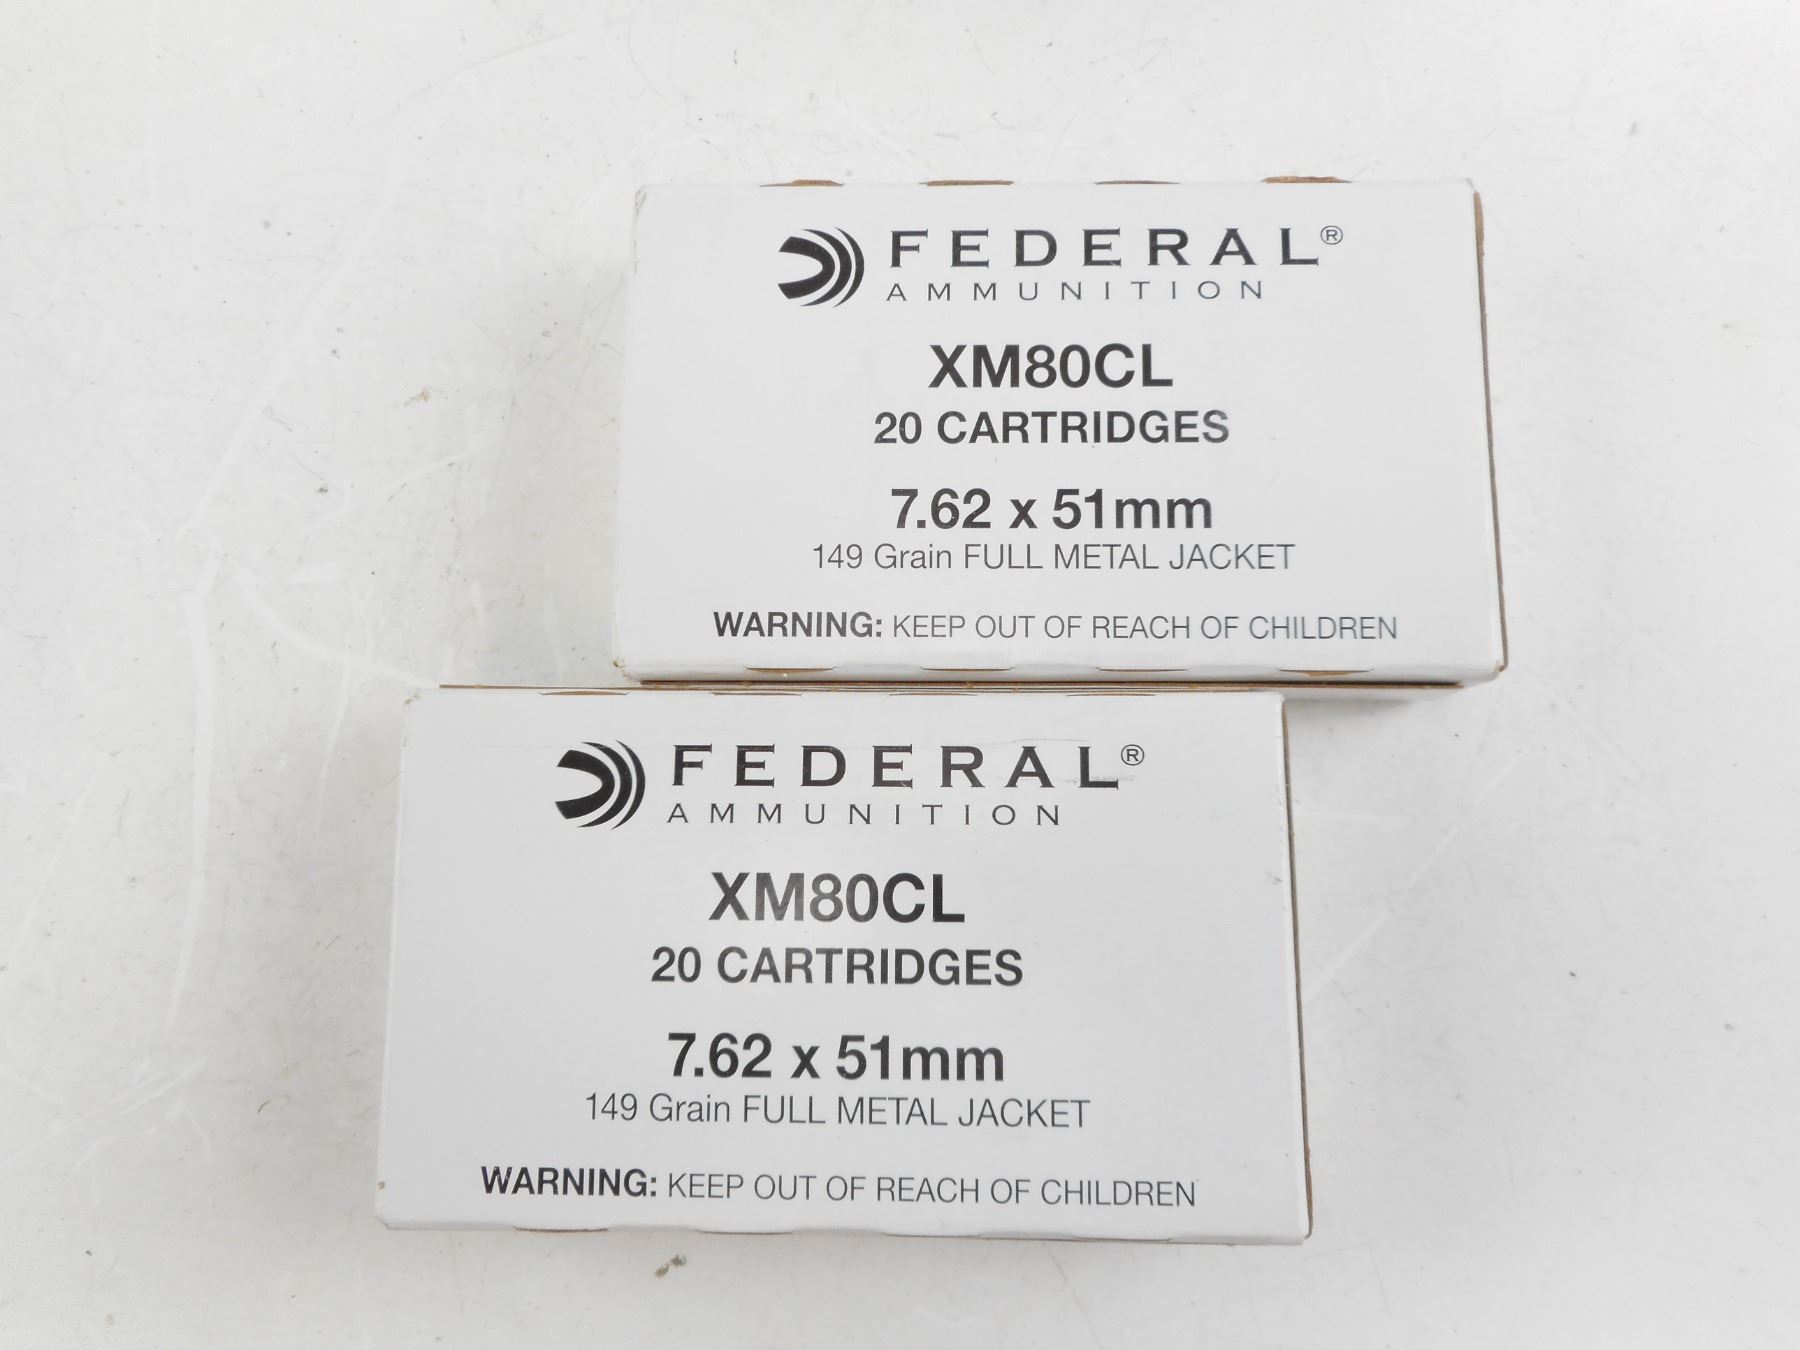 FEDERAL®
AMMUNITION
XM80CL
20 CARTRIDGES
7.62 x 51mm
149 Grain FULL METAL JACKET
WARNING: KEEP OUT OF REACH OF CHILDREN
FEDERAL®
AMMUNITION
XM80CL
20 CARTRIDGES
7.62 x 51mm
149 Grain FULL METAL JACKET
WARNING: KEEP OUT OF REACH OF CHILDREN